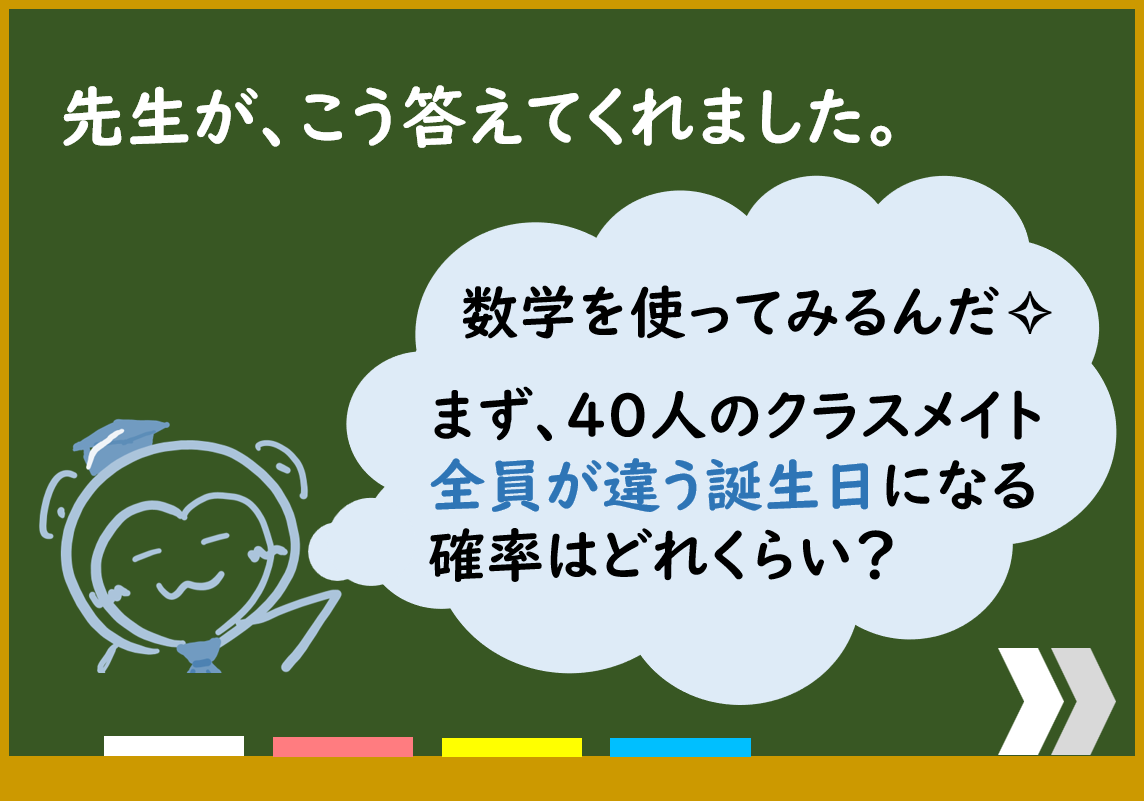 先生が、こう答えてくれました。
数学を使ってみるんだ✧
まず、40人のクラスメイト
全員が違う誕生日になる
確率はどれくらい？